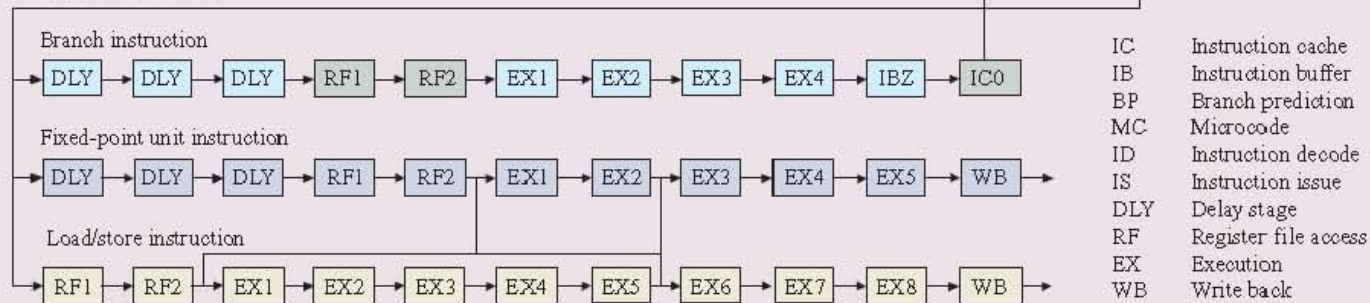 Branch instruction
DLY DLY DLY RF1 RF2 EX1 EX2 EX3 EX4 IBZ IC0
Fixed-point unit instruction
DLY DLY DLY RF1 RF2 EX1 EX2 EX3 EX4 EX5 WB
Load/store instruction
RF1 RF2 EX1 EX2 EX3 EX4 EX5 EX6 EX7 EX8 WB
IC Instruction cache
IB Instruction buffer
BP Branch prediction
MC Microcode
ID Instruction decode
IS Instruction issue
DLY Delay stage
RF Register file access
EX Execution
WB Write back